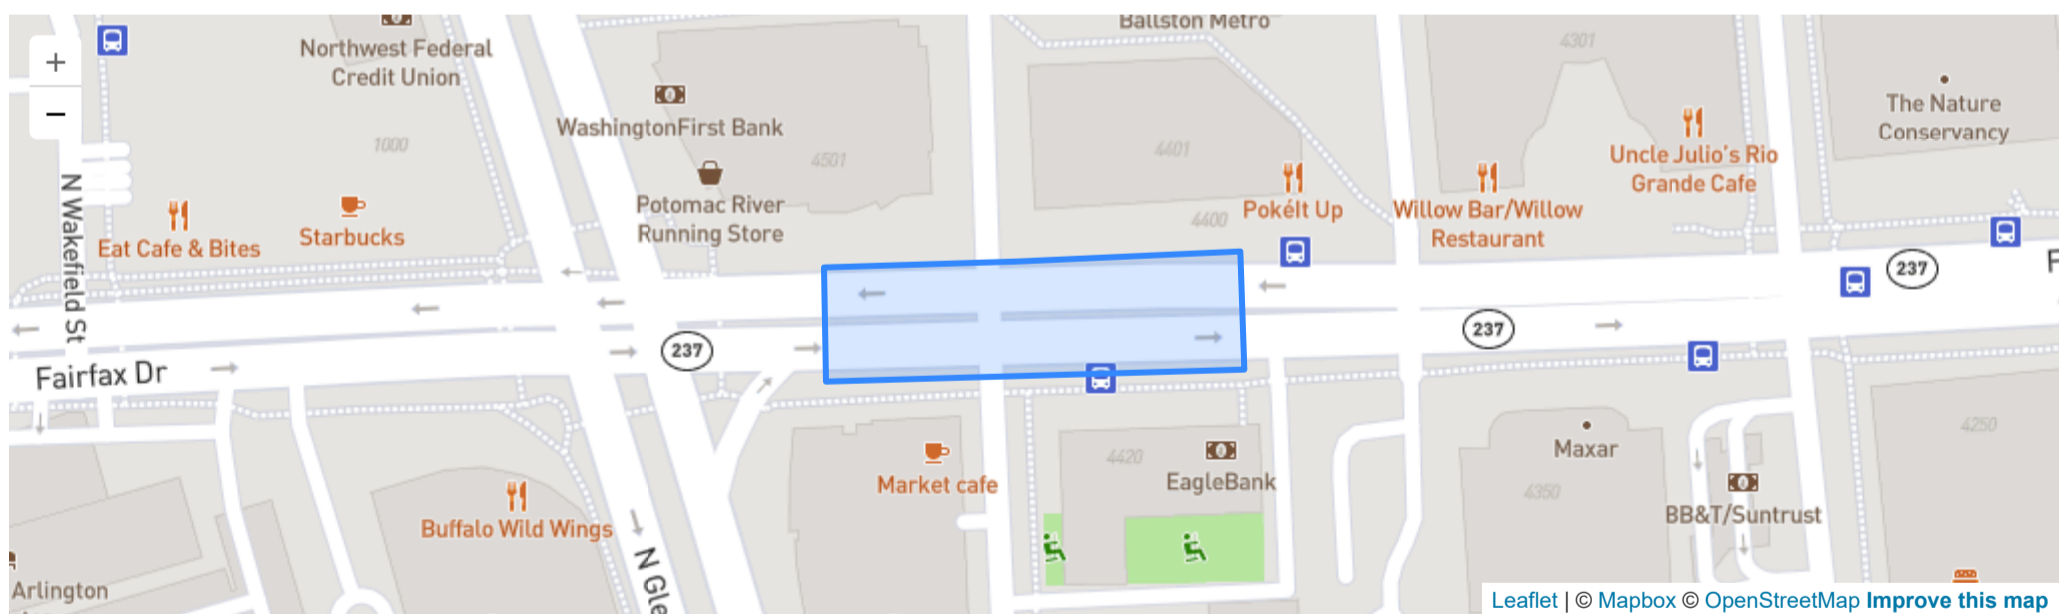 +
−
Northwest Federal
Credit Union
1000
WashingtonFirst Bank
4501
Potomac River
Running Store
Ballston Metro
4401
4400
PokéIt Up
4301
Uncle Julio's Rio
Grande Cafe
Willow Bar/Willow
Restaurant
The Nature
Conservancy
N Wakefield St
Eat Cafe & Bites
Starbucks
237
237
237
F
Fairfax Dr
Buffalo Wild Wings
N Gle
Market cafe
4420
EagleBank
Maxar
4350
BB&T/Suntrust
4250
Arlington
Leaflet | © Mapbox © OpenStreetMap Improve this map